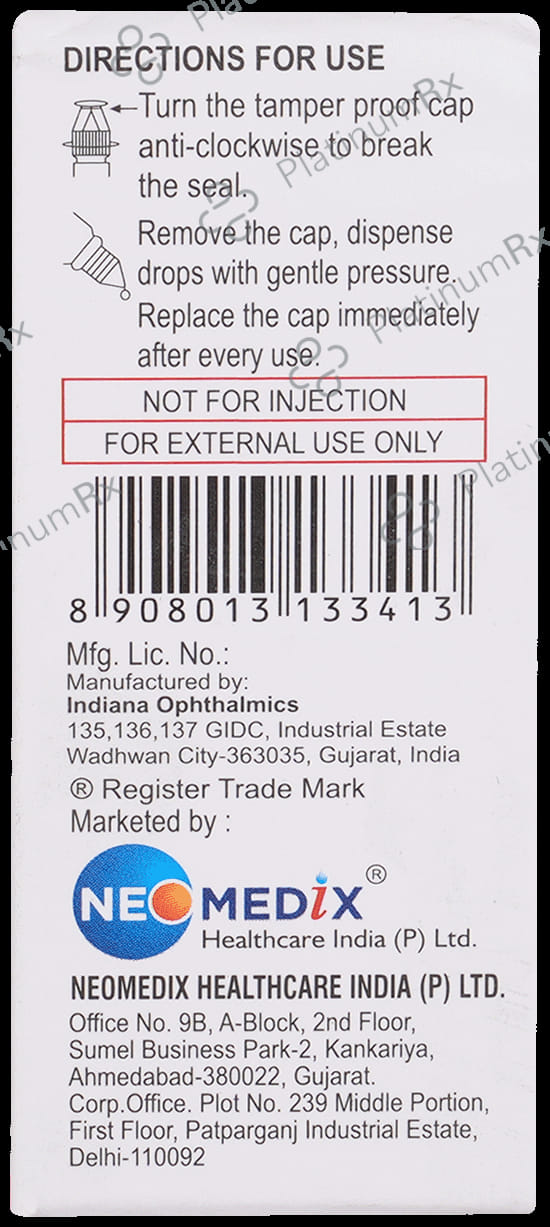 DIRECTIONS FOR USE
Turn the tamper proof cap
anti-clockwise to break
the seal.
Remove the cap, dispense
drops with gentle pressure.
Replace the cap immediately
after every use.
NOT FOR INJECTION
FOR EXTERNAL USE ONLY
8 908013 133413
Mfg. Lic. No.:
Manufactured by:
Indiana Ophthalmics
135,136,137 GIDC, Industrial Estate
Wadhwan City-363035, Gujarat, India
® Register Trade Mark
Marketed by :
NEOMEDiX®
Healthcare India (P) Ltd.
NEOMEDIX HEALTHCARE INDIA (P) LTD.
Office No. 9B, A-Block, 2nd Floor,
Sumel Business Park-2, Kankariya,
Ahmedabad-380022, Gujarat.
Corp.Office. Plot No. 239 Middle Portion,
First Floor, Patparganj Industrial Estate,
Delhi-110092
PlatinumRx
PlatinumRx
PlatinumRx